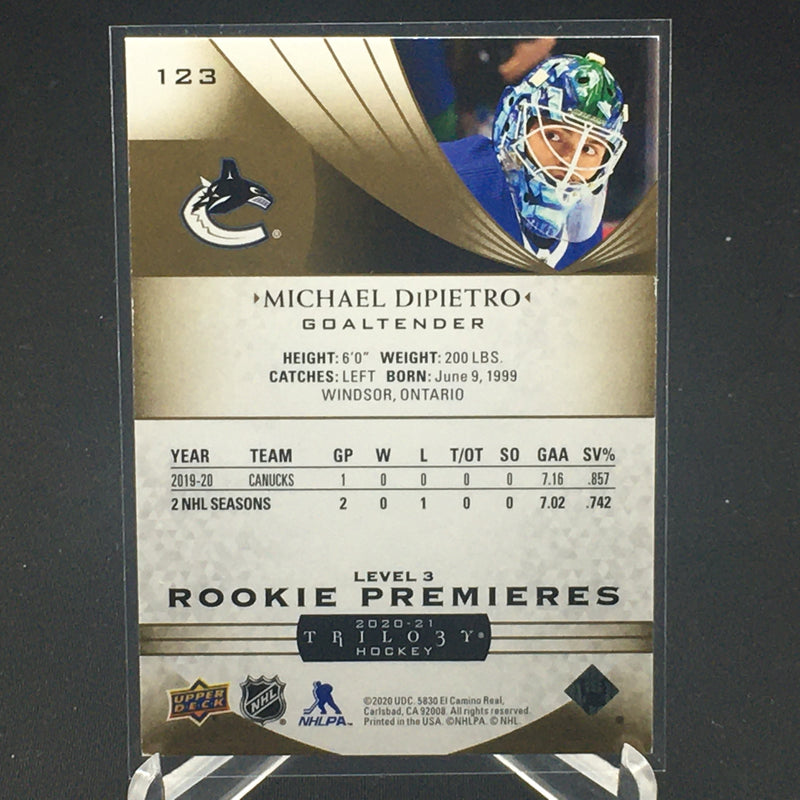 123
®
MICHAEL DiPIETRO
GOALTENDER
HEIGHT: 6'0" WEIGHT: 200 LBS.
CATCHES: LEFT BORN: June 9, 1999
WINDSOR, ONTARIO
YEAR TEAM GP W L T/OT SO GAA SV%
2019-20 CANUCKS 1 0 0 0 0 7.16 .857
2 NHL SEASONS 2 0 1 0 0 7.02 .742
LEVEL 3
ROOKIE PREMIERES
2020-21
TRILO3Y®
HOCKEY
UPPER DECK
NHL
NHLPA
©2020 UDC. 5830 El Camino Real,
Carlsbad, CA 92008. All rights reserved.
Printed in the USA. ©NHLPA. © NHL.